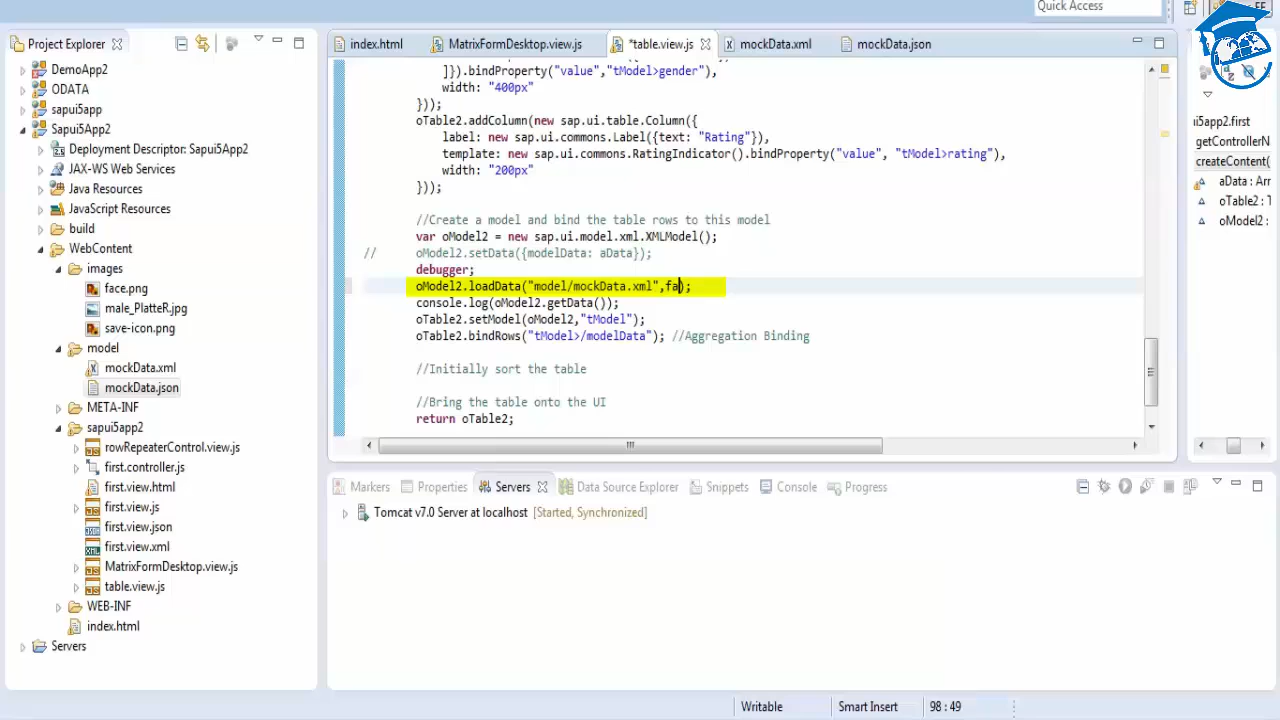 Quick Access
Project Explorer
DemoApp2
ODATA
sapui5app
Sapui5App2
Deployment Descriptor: Sapui5App2
JAX-WS Web Services
Java Resources
JavaScript Resources
build
WebContent
images
face.png
male_PlatteR.jpg
save-icon.png
model
mockData.xml
mockData.json
META-INF
sapui5app2
rowRepeaterControl.view.js
first.controller.js
first.view.html
first.view.js
first.view.json
first.view.xml
MatrixFormDesktop.view.js
table.view.js
WEB-INF
index.html
Servers
index.html MatrixFormDesktop.view.js *table.view.js mockData.xml mockData.json
]}).bindProperty("value","tModel>gender"),
width: "400px"
}));
oTable2.addColumn(new sap.ui.table.Column({
label: new sap.ui.commons.Label({text: "Rating"}),
template: new sap.ui.commons.RatingIndicator().bindProperty("value", "tModel>rating"),
width: "200px"
}));
//Create a model and bind the table rows to this model
var oModel2 = new sap.ui.model.xml.XMLModel();
// oModel2.setData({modelData: aData});
debugger;
oModel2.loadData("model/mockData.xml",fa);
console.log(oModel2.getData());
oTable2.setModel(oModel2,"tModel");
oTable2.bindRows("tModel>/modelData"); //Aggregation Binding
//Initially sort the table
//Bring the table onto the UI
return oTable2;
ii5app2.first
getControllerN
createContent(
aData : Arr
oTable2 : T
oModel2 :
Markers Properties Servers Data Source Explorer Snippets Console Progress
Tomcat v7.0 Server at localhost [Started, Synchronized]
Writable Smart Insert 98 : 49